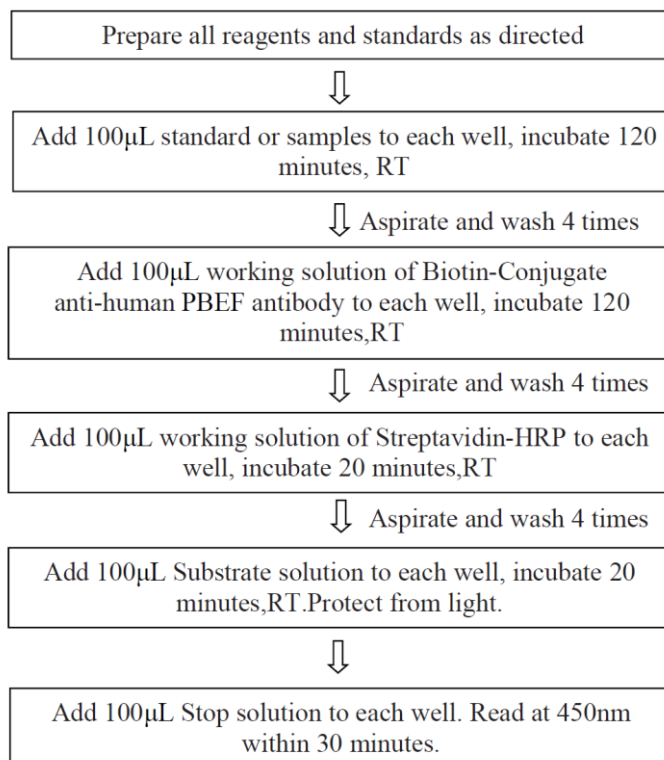 Prepare all reagents and standards as directed
Add 100μL standard or samples to each well, incubate 120
minutes, RT
Aspirate and wash 4 times
Add 100μL working solution of Biotin-Conjugate
anti-human PBEF antibody to each well, incubate 120
minutes,RT
Aspirate and wash 4 times
Add 100μL working solution of Streptavidin-HRP to each
well, incubate 20 minutes,RT
Aspirate and wash 4 times
Add 100μL Substrate solution to each well, incubate 20
minutes,RT.Protect from light.
Add 100μL Stop solution to each well. Read at 450nm
within 30 minutes.